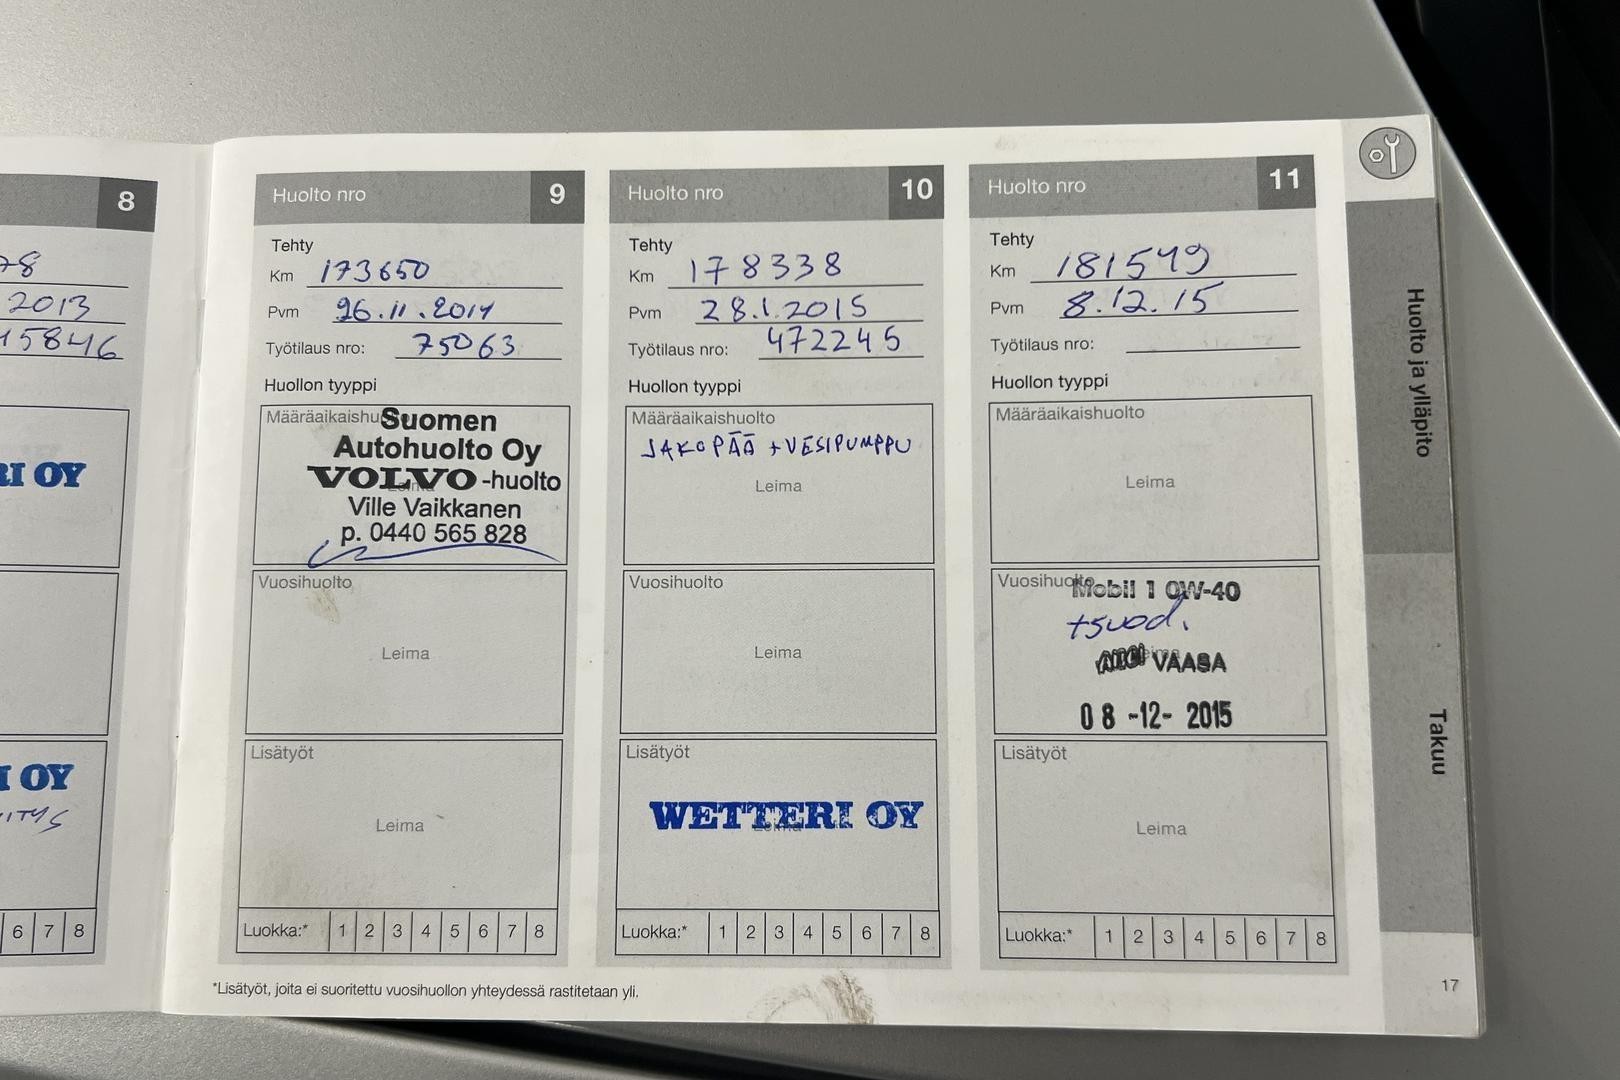 8
78
2013
15846
RI OY
I OY
6 7 8
Huolto nro 9
Tehty
Km 173650
Pvm 26.11.2014
Työtilaus nro: 75063
Huollon tyyppi
Määräaikaishuolto
Suomen
Autohuolto Oy
VOLVO -huolto
Leima
Ville Vaikkanen
p. 0440 565 828
Vuosihuolto
Leima
Lisätyöt
Leima
Luokka:* 1 2 3 4 5 6 7 8
Huolto nro 10
Tehty
Km 178338
Pvm 28.1.2015
Työtilaus nro: 472245
Huollon tyyppi
Määräaikaishuolto
JAKOPÄÄ + VESIPUMPPU
Leima
Vuosihuolto
Leima
Lisätyöt
WETTERI OY
Leima
Luokka:* 1 2 3 4 5 6 7 8
Huolto nro 11
Tehty
Km 181549
Pvm 8.12.15
Työtilaus nro:
Huollon tyyppi
Määräaikaishuolto
Leima
Vuosihuolto
Mobil 1 0W-40
+suod.
VAASA
Leima
08 -12- 2015
Lisätyöt
Leima
Luokka:* 1 2 3 4 5 6 7 8
*Lisätyöt, joita ei suoritettu vuosihuollon yhteydessä rastitetaan yli.
Huolto ja ylläpito
Takuu
17